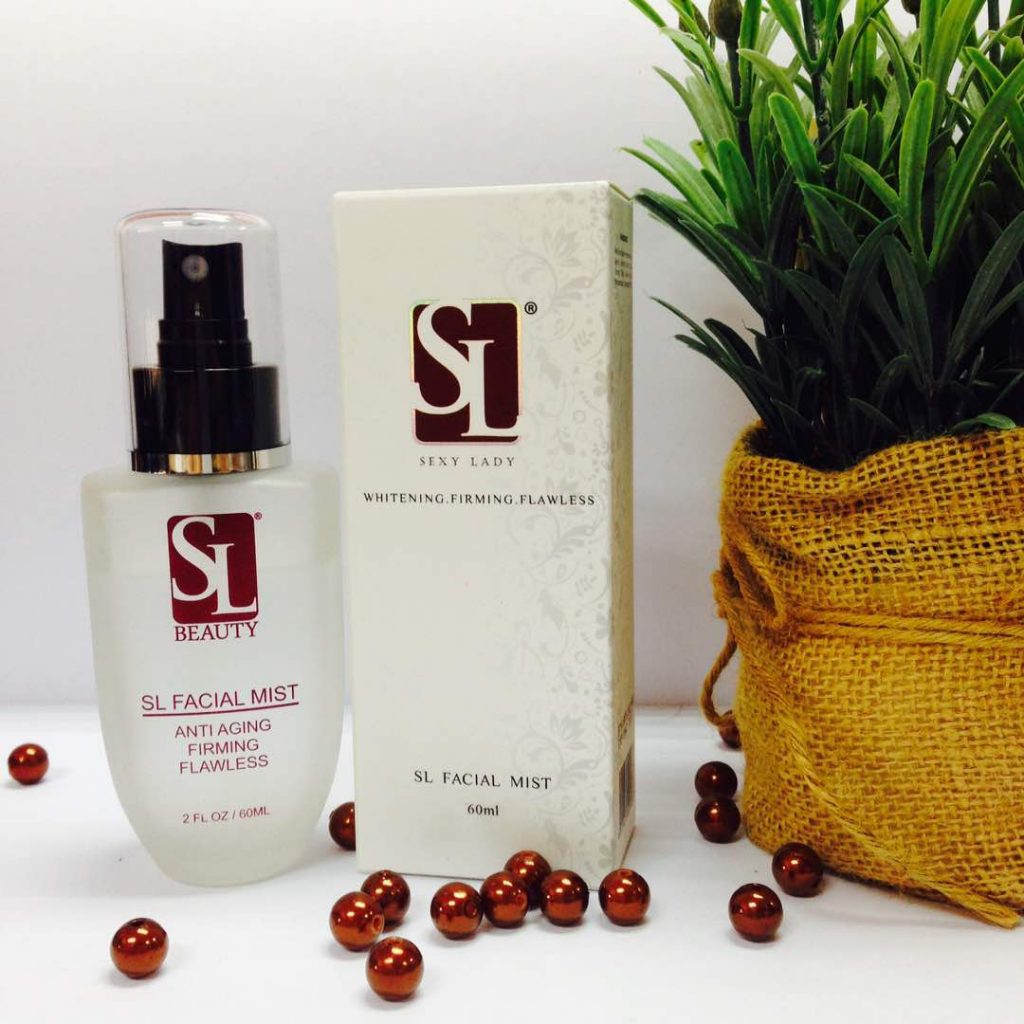 SL®
BEAUTY
SL FACIAL MIST
ANTI AGING
FIRMING
FLAWLESS
2 FL OZ / 60ML
SL®
SEXY LADY
WHITENING.FIRMING.FLAWLESS
SL FACIAL MIST
60ml